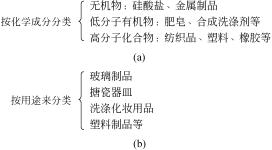 无机物：硅酸盐、金属制品
按化学成分分类
低分子有机物：肥皂、合成洗涤剂等
高分子化合物：纺织品、塑料、橡胶等
(a)
玻璃制品
搪瓷器皿
按用途来分类
洗涤化妆用品
塑料制品等
(b)